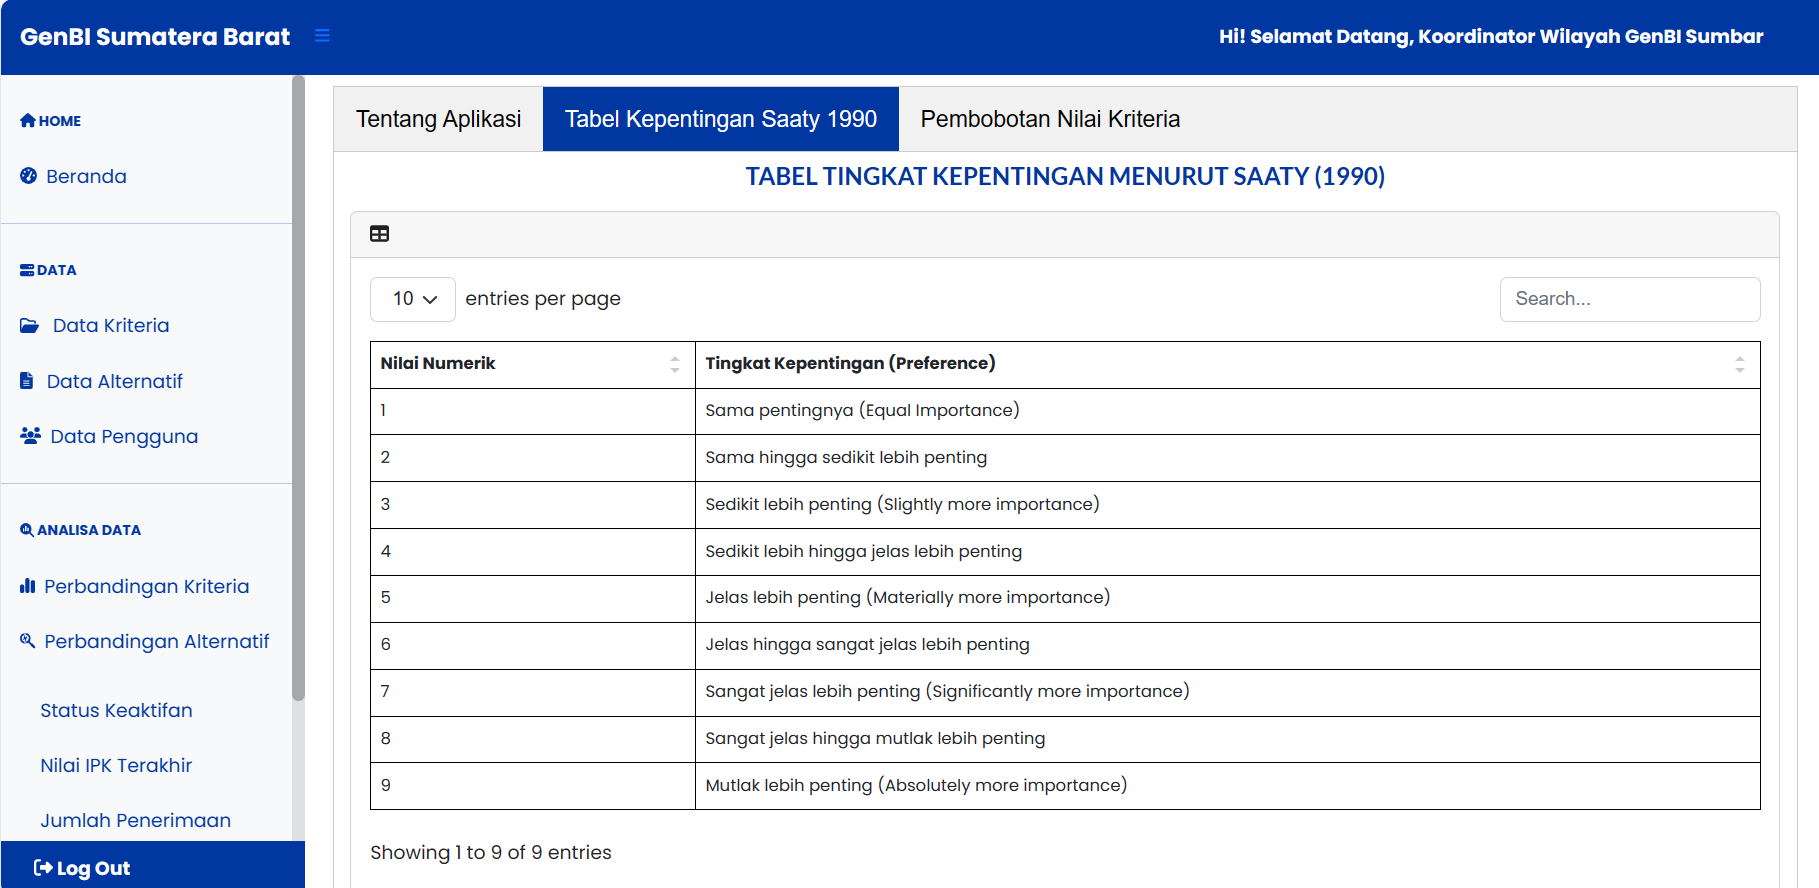 GenBI Sumatera Barat
Hi! Selamat Datang, Koordinator Wilayah GenBI Sumbar
HOME
Beranda
DATA
Data Kriteria
Data Alternatif
Data Pengguna
ANALISA DATA
Perbandingan Kriteria
Perbandingan Alternatif
Status Keaktifan
Nilai IPK Terakhir
Jumlah Penerimaan
Log Out
Tentang Aplikasi
Tabel Kepentingan Saaty 1990
Pembobotan Nilai Kriteria
TABEL TINGKAT KEPENTINGAN MENURUT SAATY (1990)
10 entries per page
Search...
Nilai Numerik Tingkat Kepentingan (Preference)
1 Sama pentingnya (Equal Importance)
2 Sama hingga sedikit lebih penting
3 Sedikit lebih penting (Slightly more importance)
4 Sedikit lebih hingga jelas lebih penting
5 Jelas lebih penting (Materially more importance)
6 Jelas hingga sangat jelas lebih penting
7 Sangat jelas lebih penting (Significantly more importance)
8 Sangat jelas hingga mutlak lebih penting
9 Mutlak lebih penting (Absolutely more importance)
Showing 1 to 9 of 9 entries